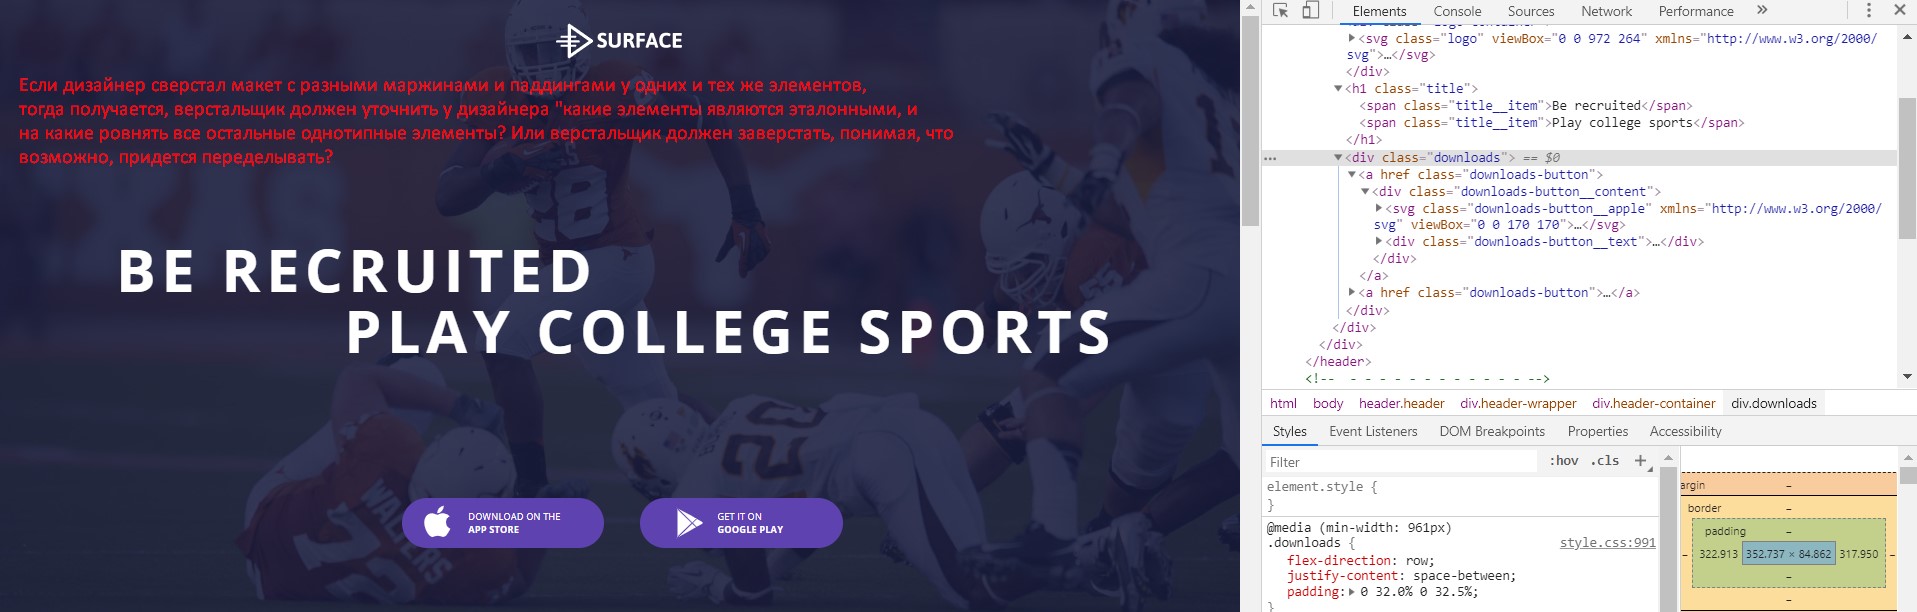 SURFACE
Если дизайнер сверстал макет с разными маржинами и паддингами у одних и тех же элементов,
тогда получается, верстальщик должен уточнить у дизайнера "какие элементы являются эталонными, и
на какие ровнять все остальные однотипные элементы? Или верстальщик должен заверстать, понимая, что
возможно, придется переделывать?
BE RECRUITED
PLAY COLLEGE SPORTS
DOWNLOAD ON THE
APP STORE
GET IT ON
GOOGLE PLAY
Elements Console Sources Network Performance »
<svg class="logo" viewBox="0 0 972 264" xmlns="http://www.w3.org/2000/
svg">…</svg>
</div>
<h1 class="title">
<span class="title__item">Be recruited</span>
<span class="title__item">Play college sports</span>
</h1>
<div class="downloads"> == $0
<a href class="downloads-button">
<div class="downloads-button__content">
<svg class="downloads-button__apple" xmlns="http://www.w3.org/2000/
svg" viewBox="0 0 170 170">…</svg>
<div class="downloads-button__text">…</div>
</div>
</a>
<a href class="downloads-button">…</a>
</div>
</div>
</div>
</header>
<!-- - - - - - - - - - - - - - -->
html body header.header div.header-wrapper div.header-container div.downloads
Styles Event Listeners DOM Breakpoints Properties Accessibility
Filter :hov .cls +
element.style {
}
@media (min-width: 961px)
.downloads { style.css:991
flex-direction: row;
justify-content: space-between;
padding: 0 32.0% 0 32.5%;
}
argin –
border –
padding –
– 322.913 352.737 × 84.862 317.950 –
–
–